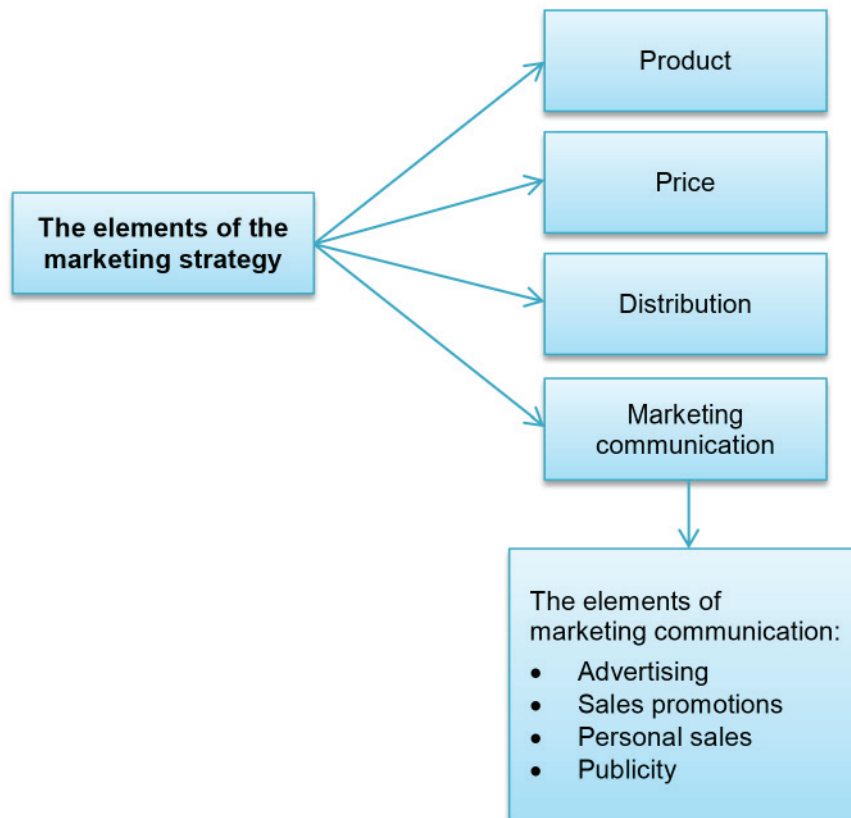 Product
Price
The elements of the
marketing strategy
Distribution
Marketing
communication
The elements of
marketing communication:
• Advertising
• Sales promotions
• Personal sales
• Publicity